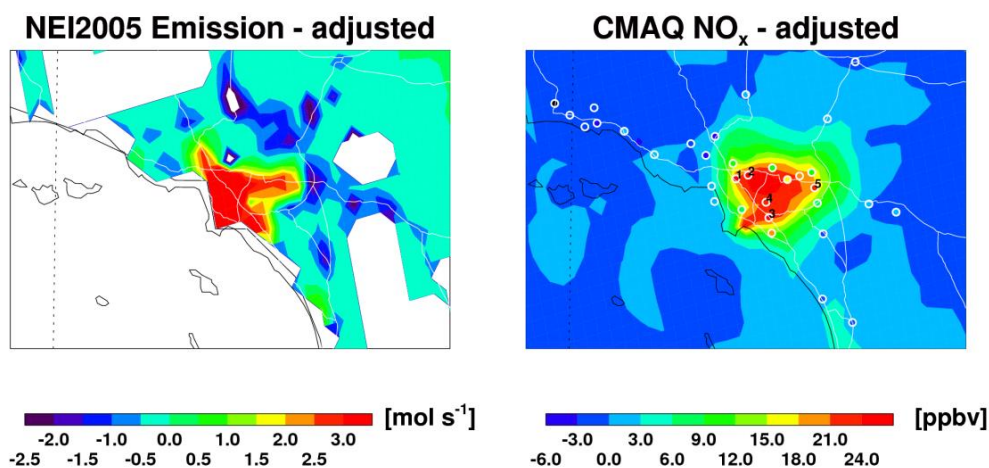 NEI2005 Emission - adjusted
CMAQ NOx - adjusted
1
2
5
4
3
-2.0 -1.0 0.0 1.0 2.0 3.0
-2.5 -1.5 -0.5 0.5 1.5 2.5
[mol s-1]
-3.0 3.0 9.0 15.0 21.0
-6.0 0.0 6.0 12.0 18.0 24.0
[ppbv]